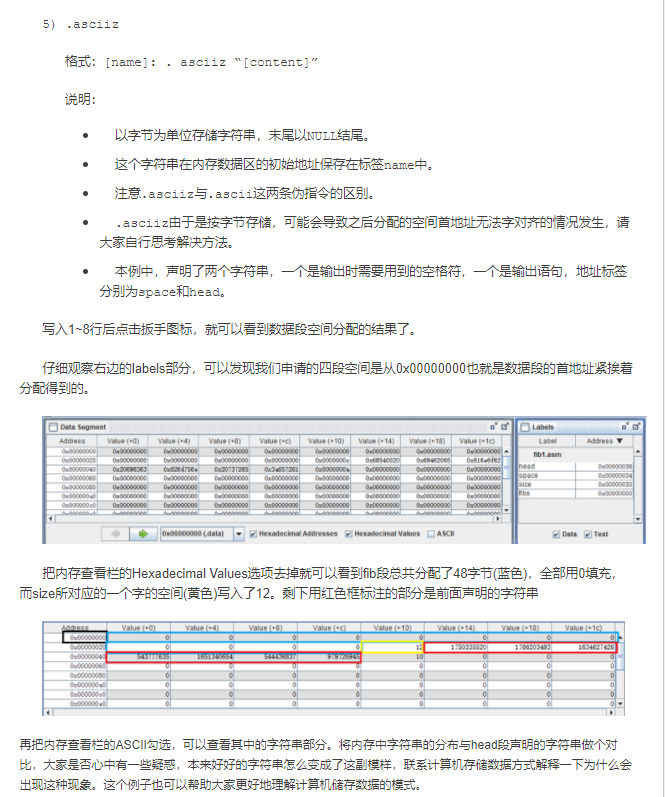 5) .asciiz
格式: [name]: . asciiz “[content]”
说明:
• 以字节为单位存储字符串，末尾以NULL结尾。
• 这个字符串在内存数据区的初始地址保存在标签name中。
• 注意.asciiz与.ascii这两条伪指令的区别。
• .asciiz由于是按字节存储，可能会导致之后分配的空间首地址无法字对齐的情况发生，请
大家自行思考解决方法。
• 本例中，声明了两个字符串，一个是输出时需要用到的空格符，一个是输出语句，地址标签
分别为space和head。
写入1~8行后点击扳手图标，就可以看到数据段空间分配的结果了。
仔细观察右边的labels部分，可以发现我们申请的四段空间是从0x00000000也就是数据段的首地址紧挨着
分配得到的。
Data Segment
Address Value (+0) Value (+4) Value (+8) Value (+c) Value (+10) Value (+14) Value (+18) Value (+1c)
0x00000000 0x00000000 0x00000000 0x00000000 0x00000000 0x00000000 0x00000000 0x00000000 0x00000000
0x00000020 0x00000000 0x00000000 0x00000000 0x00000000 0x0000000c 0x68540020 0x69462065 0x616e6f62
0x00000040 0x20696363 0x626d756e 0x20737265 0x3a657261 0x0000000a 0x00000000 0x00000000 0x00000000
0x00000060 0x00000000 0x00000000 0x00000000 0x00000000 0x00000000 0x00000000 0x00000000 0x00000000
0x00000080 0x00000000 0x00000000 0x00000000 0x00000000 0x00000000 0x00000000 0x00000000 0x00000000
0x000000a0 0x00000000 0x00000000 0x00000000 0x00000000 0x00000000 0x00000000 0x00000000 0x00000000
0x000000c0 0x00000000 0x00000000 0x00000000 0x00000000 0x00000000 0x00000000 0x00000000 0x00000000
0x00000000 (.data) Hexadecimal Addresses Hexadecimal Values ASCII
Labels
Label Address ▼
fib1.asm
head 0x00000036
space 0x00000034
size 0x00000030
fibs 0x00000000
Data Text
把内存查看栏的Hexadecimal Values选项去掉就可以看到fib段总共分配了48字节(蓝色)，全部用0填充，
而size所对应的一个字的空间(黄色)写入了12。剩下用红色框标注的部分是前面声明的字符串
Address Value (+0) Value (+4) Value (+8) Value (+c) Value (+10) Value (+14) Value (+18) Value (+1c)
0x00000000 0 0 0 0 0 0 0 0
0x00000020 0 0 0 0 12 1750335520 1766203493 1634627426
0x00000040 543777635 1651340654 544436837 979726945 10 0 0 0
0x00000060 0 0 0 0 0 0 0 0
0x00000080 0 0 0 0 0 0 0 0
0x000000a0 0 0 0 0 0 0 0 0
0x000000c0 0 0 0 0 0 0 0 0
0x000000e0 0 0 0 0 0 0 0 0
再把内存查看栏的ASCII勾选，可以查看其中的字符串部分。将内存中字符串的分布与head段声明的字符串做个对
比，大家是否心中有一些疑惑，本来好好的字符串怎么变成了这副模样，联系计算机存储数据方式解释一下为什么会
出现这种现象。这个例子也可以帮助大家更好地理解计算机储存数据的模式。